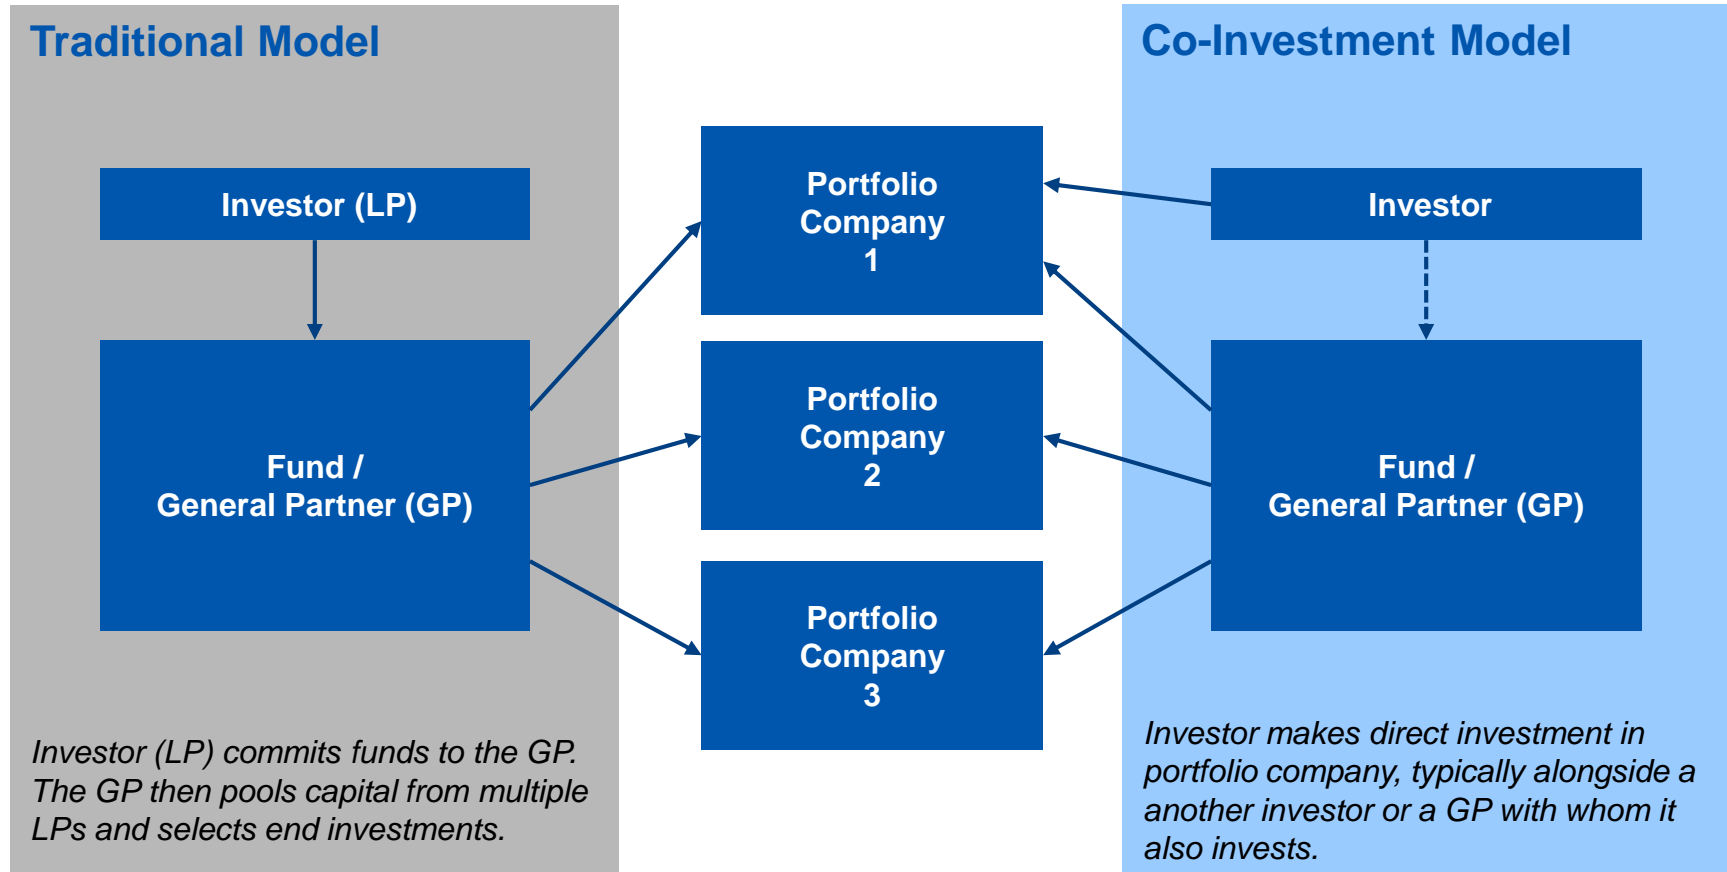 Traditional Model
Investor (LP)
Fund /
General Partner (GP)
Investor (LP) commits funds to the GP.
The GP then pools capital from multiple
LPs and selects end investments.
Portfolio
Company
1
Portfolio
Company
2
Portfolio
Company
3
Co-Investment Model
Investor
Fund /
General Partner (GP)
Investor makes direct investment in
portfolio company, typically alongside a
another investor or a GP with whom it
also invests.